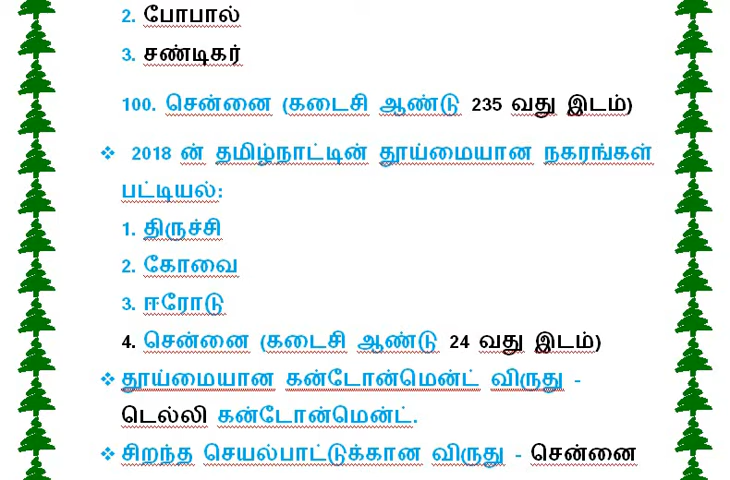 2. போபால்
3. சண்டிகர்
100. சென்னை (கடைசி ஆண்டு 235 வது இடம்)
❖ 2018 ன் தமிழ்நாட்டின் தூய்மையான நகரங்கள்
பட்டியல்:
1. திருச்சி
2. கோவை
3. ஈரோடு
4. சென்னை (கடைசி ஆண்டு 24 வது இடம்)
❖ தூய்மையான கன்டோன்மென்ட் விருது -
டெல்லி கன்டோன்மென்ட்.
❖ சிறந்த செயல்பாட்டுக்கான விருது - சென்னை